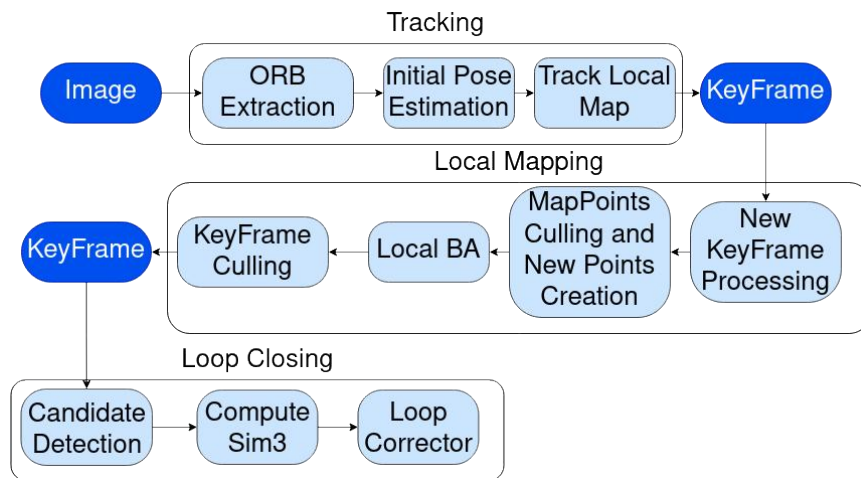 Tracking
Image
ORB
Extraction
Initial Pose
Estimation
Track Local
Map
KeyFrame
Local Mapping
New
KeyFrame
Processing
MapPoints
Culling and
New Points
Creation
Local BA
KeyFrame
Culling
KeyFrame
Loop Closing
Candidate
Detection
Compute
Sim3
Loop
Corrector